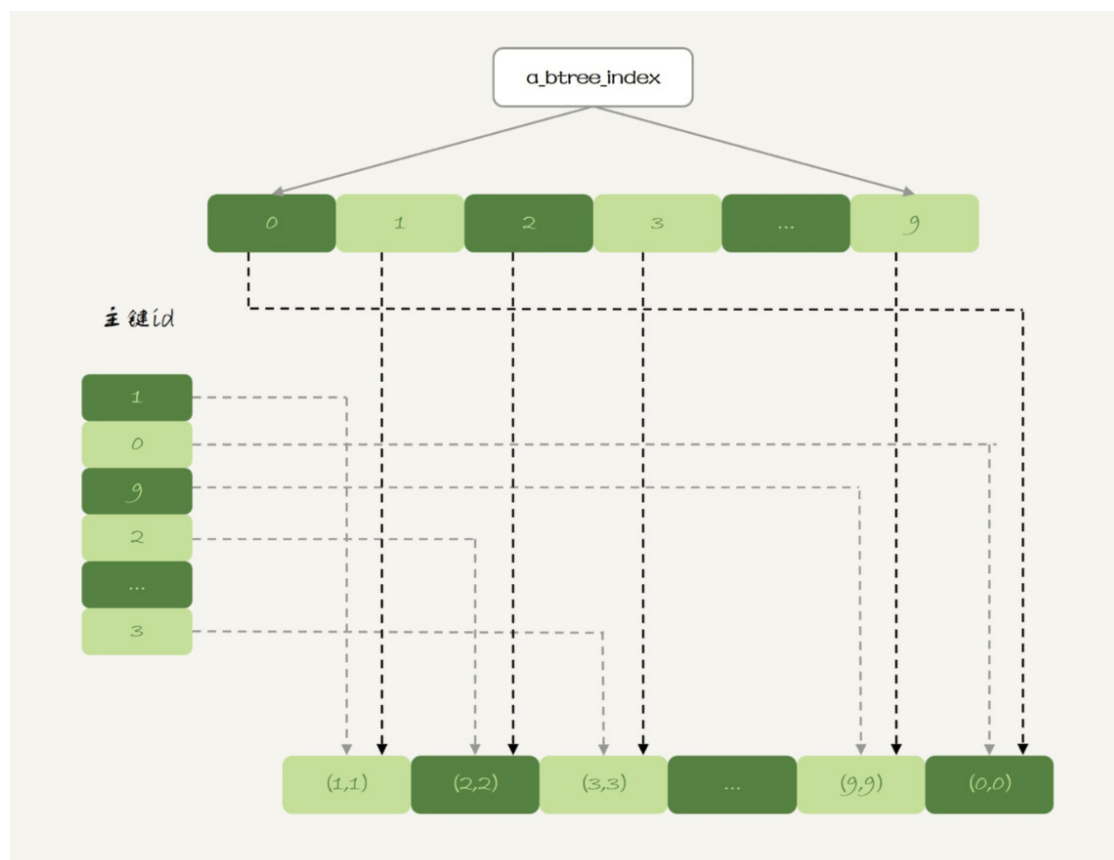 a_btree_index
0 1 2 3 ... 9
主键id
1
0
9
2
...
3
(1,1) (2,2) (3,3) ... (9,9) (0,0)